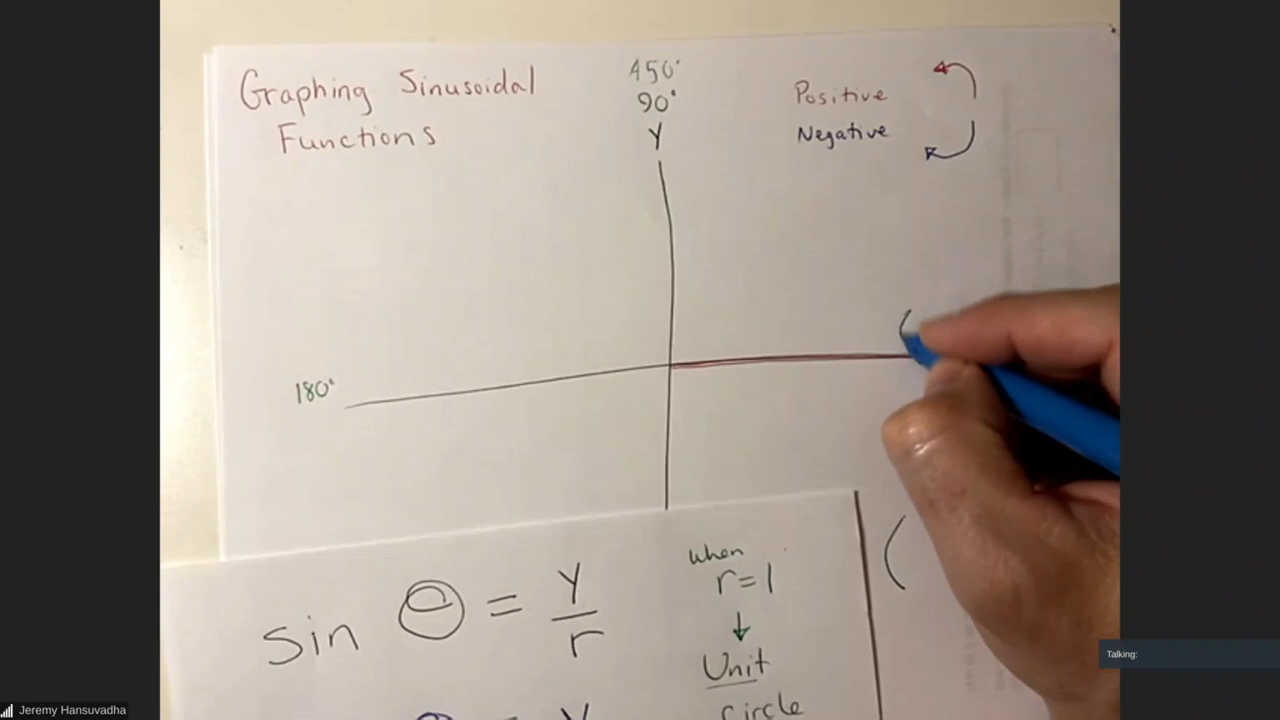 Graphing Sinusoidal
Functions
450°
90°
Y
Positive
Negative
180°
(
sin Θ = Y/r
when
r=1
↓
Unit
circle
(
Talking:
Jeremy Hansuvadha